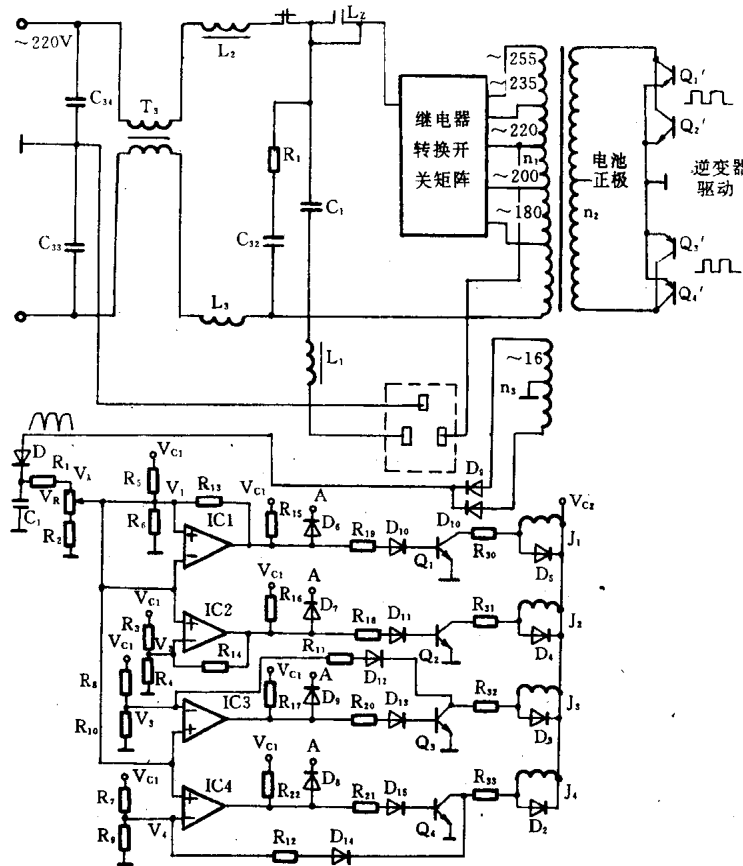 ~220V
C34
T3
L2
L2
C33
R1
C32
C1
L3
L1
继电器
转换开
关矩阵
~255
~235
~220
n1
~200
~180
n2
电池
正极
Q1′
Q2′
逆变器
驱动
Q3′
Q4′
~16
n3
D
R1
VA
VR
C1
R2
VC1
R5
V1
R13
R6
IC1
VC1
R15
A
D6
R19
D10
D9
D10
Q1
R30
VC2
J1
D5
VC1
R3
R4
IC2
R14
VC1
R16
A
D7
R18
D11
Q2
R31
J2
D4
VC1
R8
V3
R10
IC3
R11
D12
VC1
R17
A
D9
R20
D13
Q3
R32
J3
D3
VC1
R7
R9
V4
IC4
VC1
R22
A
D8
R21
D15
Q4
R33
J4
D2
R12
D14